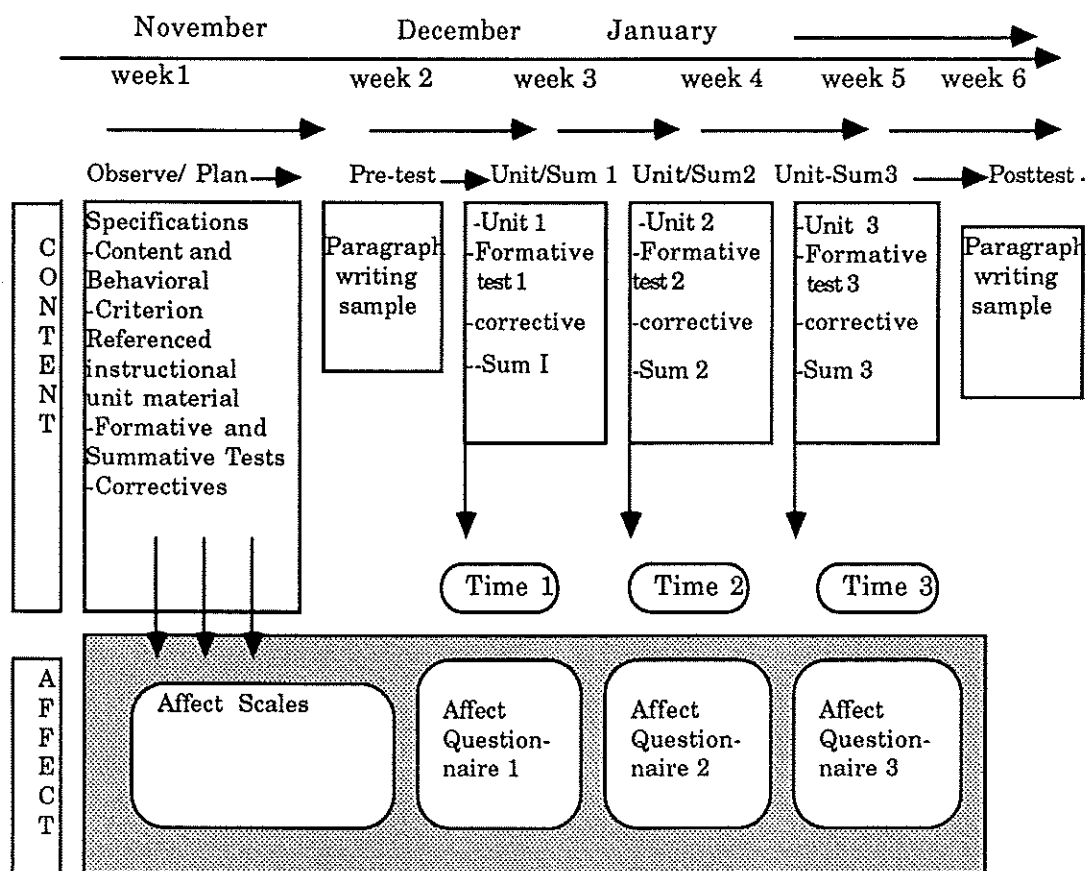 November December January
week 1 week 2 week 3 week 4 week 5 week 6
Observe/ Plan Pre-test Unit/Sum 1 Unit/Sum2 Unit-Sum3 Posttest
CONTENT
Specifications
-Content and
Behavioral
-Criterion
Referenced
instructional
unit material
-Formative and
Summative Tests
-Correctives
Paragraph
writing
sample
-Unit 1
-Formative
test 1
-corrective
--Sum I
-Unit 2
-Formative
test 2
-corrective
-Sum 2
-Unit 3
-Formative
test 3
-corrective
-Sum 3
Paragraph
writing
sample
Time 1 Time 2 Time 3
AFFECT
Affect Scales
Affect
Question-
naire 1
Affect
Question-
naire 2
Affect
Question-
naire 3